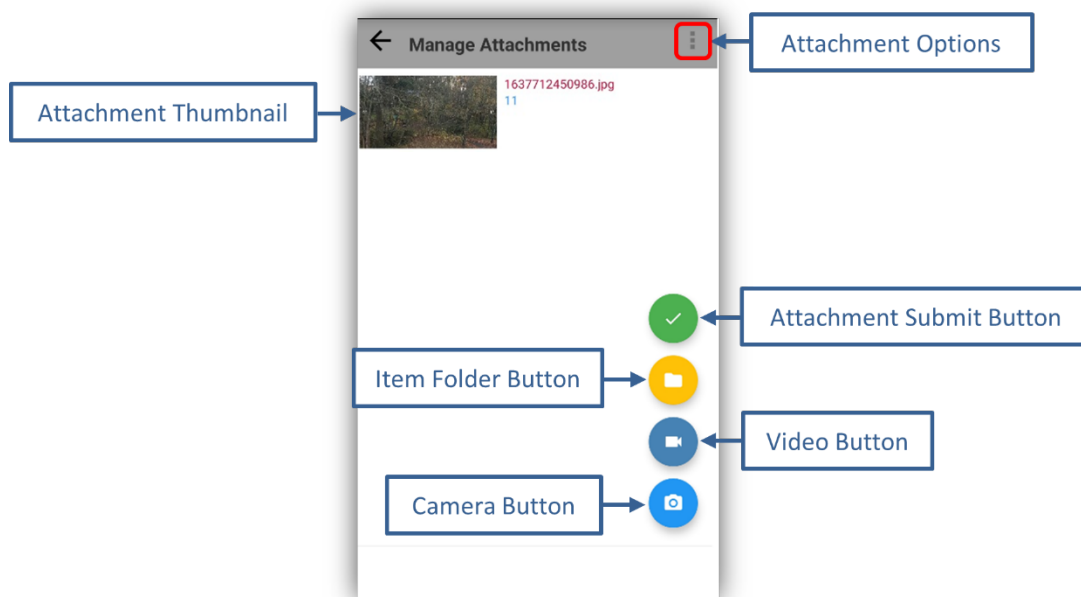 Manage Attachments
Attachment Options
1637712450986.jpg
11
Attachment Thumbnail
Attachment Submit Button
Item Folder Button
Video Button
Camera Button